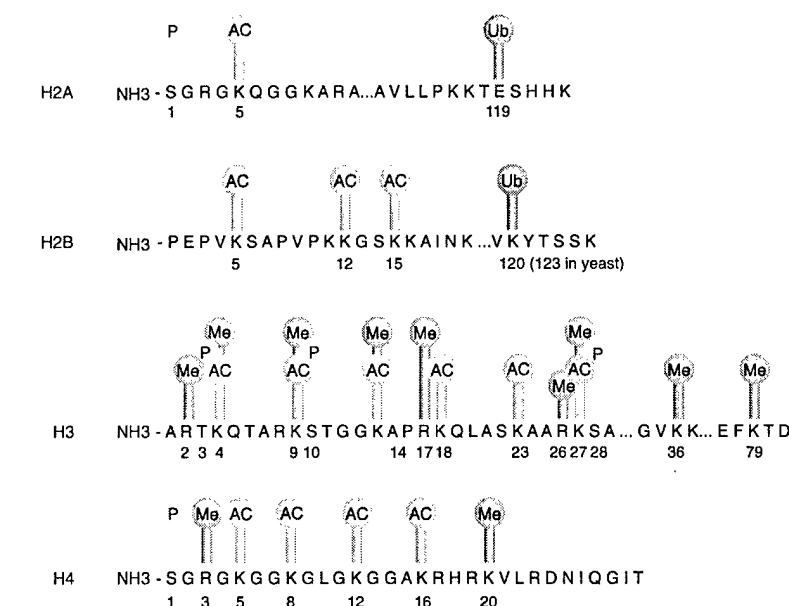 P AC Ub
H2A NH3 - S G R G K Q G G K A R A...A V L L P K K T E S H H K
1 5 119
AC AC AC Ub
H2B NH3 - P E P V K S A P V P K K G S K K A I N K ...V K Y T S S K
5 12 15 120 (123 in yeast)
Me Me Me Me Me
P P P
Me AC AC AC AC AC Me AC Me Me
H3 NH3 - A R T K Q T A R K S T G G K A P R K Q L A S K A A R K S A ... G V K K... E F K T D
2 3 4 9 10 14 17 18 23 26 27 28 36 79
P Me AC AC AC AC Me
H4 NH3 - S G R G K G G K G L G K G G A K R H R K V L R D N I Q G I T
1 3 5 8 12 16 20